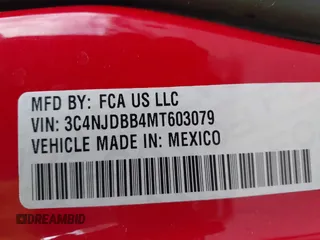 MFD BY: FCA US LLC
VIN: 3C4NJDBB4MT603079
VEHICLE MADE IN: MEXICO
DREAMBID